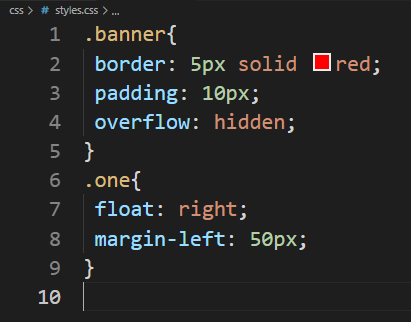 css > # styles.css > ...
1 .banner{
2 border: 5px solid red;
3 padding: 10px;
4 overflow: hidden;
5 }
6 .one{
7 float: right;
8 margin-left: 50px;
9 }
10